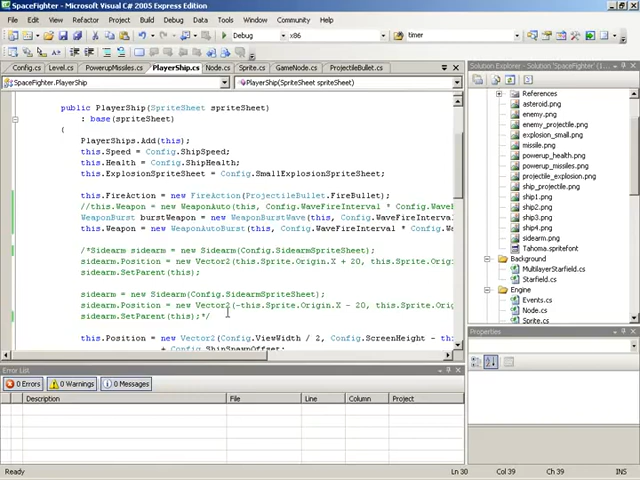 SpaceFighter - Microsoft Visual C# 2005 Express Edition
File Edit View Refactor Project Build Debug Data Tools Window Community Help
Debug x86 timer
Config.cs Level.cs PowerupMissiles.cs PlayerShip.cs Node.cs Sprite.cs GameNode.cs ProjectileBullet.cs
SpaceFighter.PlayerShip PlayerShip(SpriteSheet spriteSheet)
public PlayerShip(SpriteSheet spriteSheet)
: base(spriteSheet)
{
PlayerShips.Add(this);
this.Speed = Config.ShipSpeed;
this.Health = Config.ShipHealth;
this.ExplosionSpriteSheet = Config.SmallExplosionSpriteSheet;
this.FireAction = new FireAction(ProjectileBullet.FireBullet);
//this.Weapon = new WeaponAuto(this, Config.WaveFireInterval * Config.Wave
WeaponBurst burstWeapon = new WeaponBurstWave(this, Config.WaveFireInterval
this.Weapon = new WeaponAutoBurst(this, Config.WaveFireInterval * Config.W
/*Sidearm sidearm = new Sidearm(Config.SidearmSpriteSheet);
sidearm.Position = new Vector2(this.Sprite.Origin.X + 20, this.Sprite.Orig
sidearm.SetParent(this);
sidearm = new Sidearm(Config.SidearmSpriteSheet);
sidearm.Position = new Vector2(-this.Sprite.Origin.X - 20, this.Sprite.Ori
sidearm.SetParent(this);*/
this.Position = new Vector2(Config.ViewWidth / 2, Config.ScreenHeight - th
+ Config.ShipSpawnOffset);
Solution Explorer - Solution 'SpaceFighter'
References
asteroid.png
enemy.png
enemy_projectile.png
explosion_small.png
missile.png
powerup_health.png
powerup_missiles.png
projectile_explosion.png
ship_projectile.png
ship1.png
ship2.png
ship3.png
ship4.png
sidearm.png
Tahoma.spritefont
Background
MultilayerStarfield.cs
Starfield.cs
Engine
Events.cs
Node.cs
Sprite.cs
Properties
Error List
0 Errors 0 Warnings 0 Messages
Description File Line Column Project
Ready Ln 30 Col 39 Ch 39